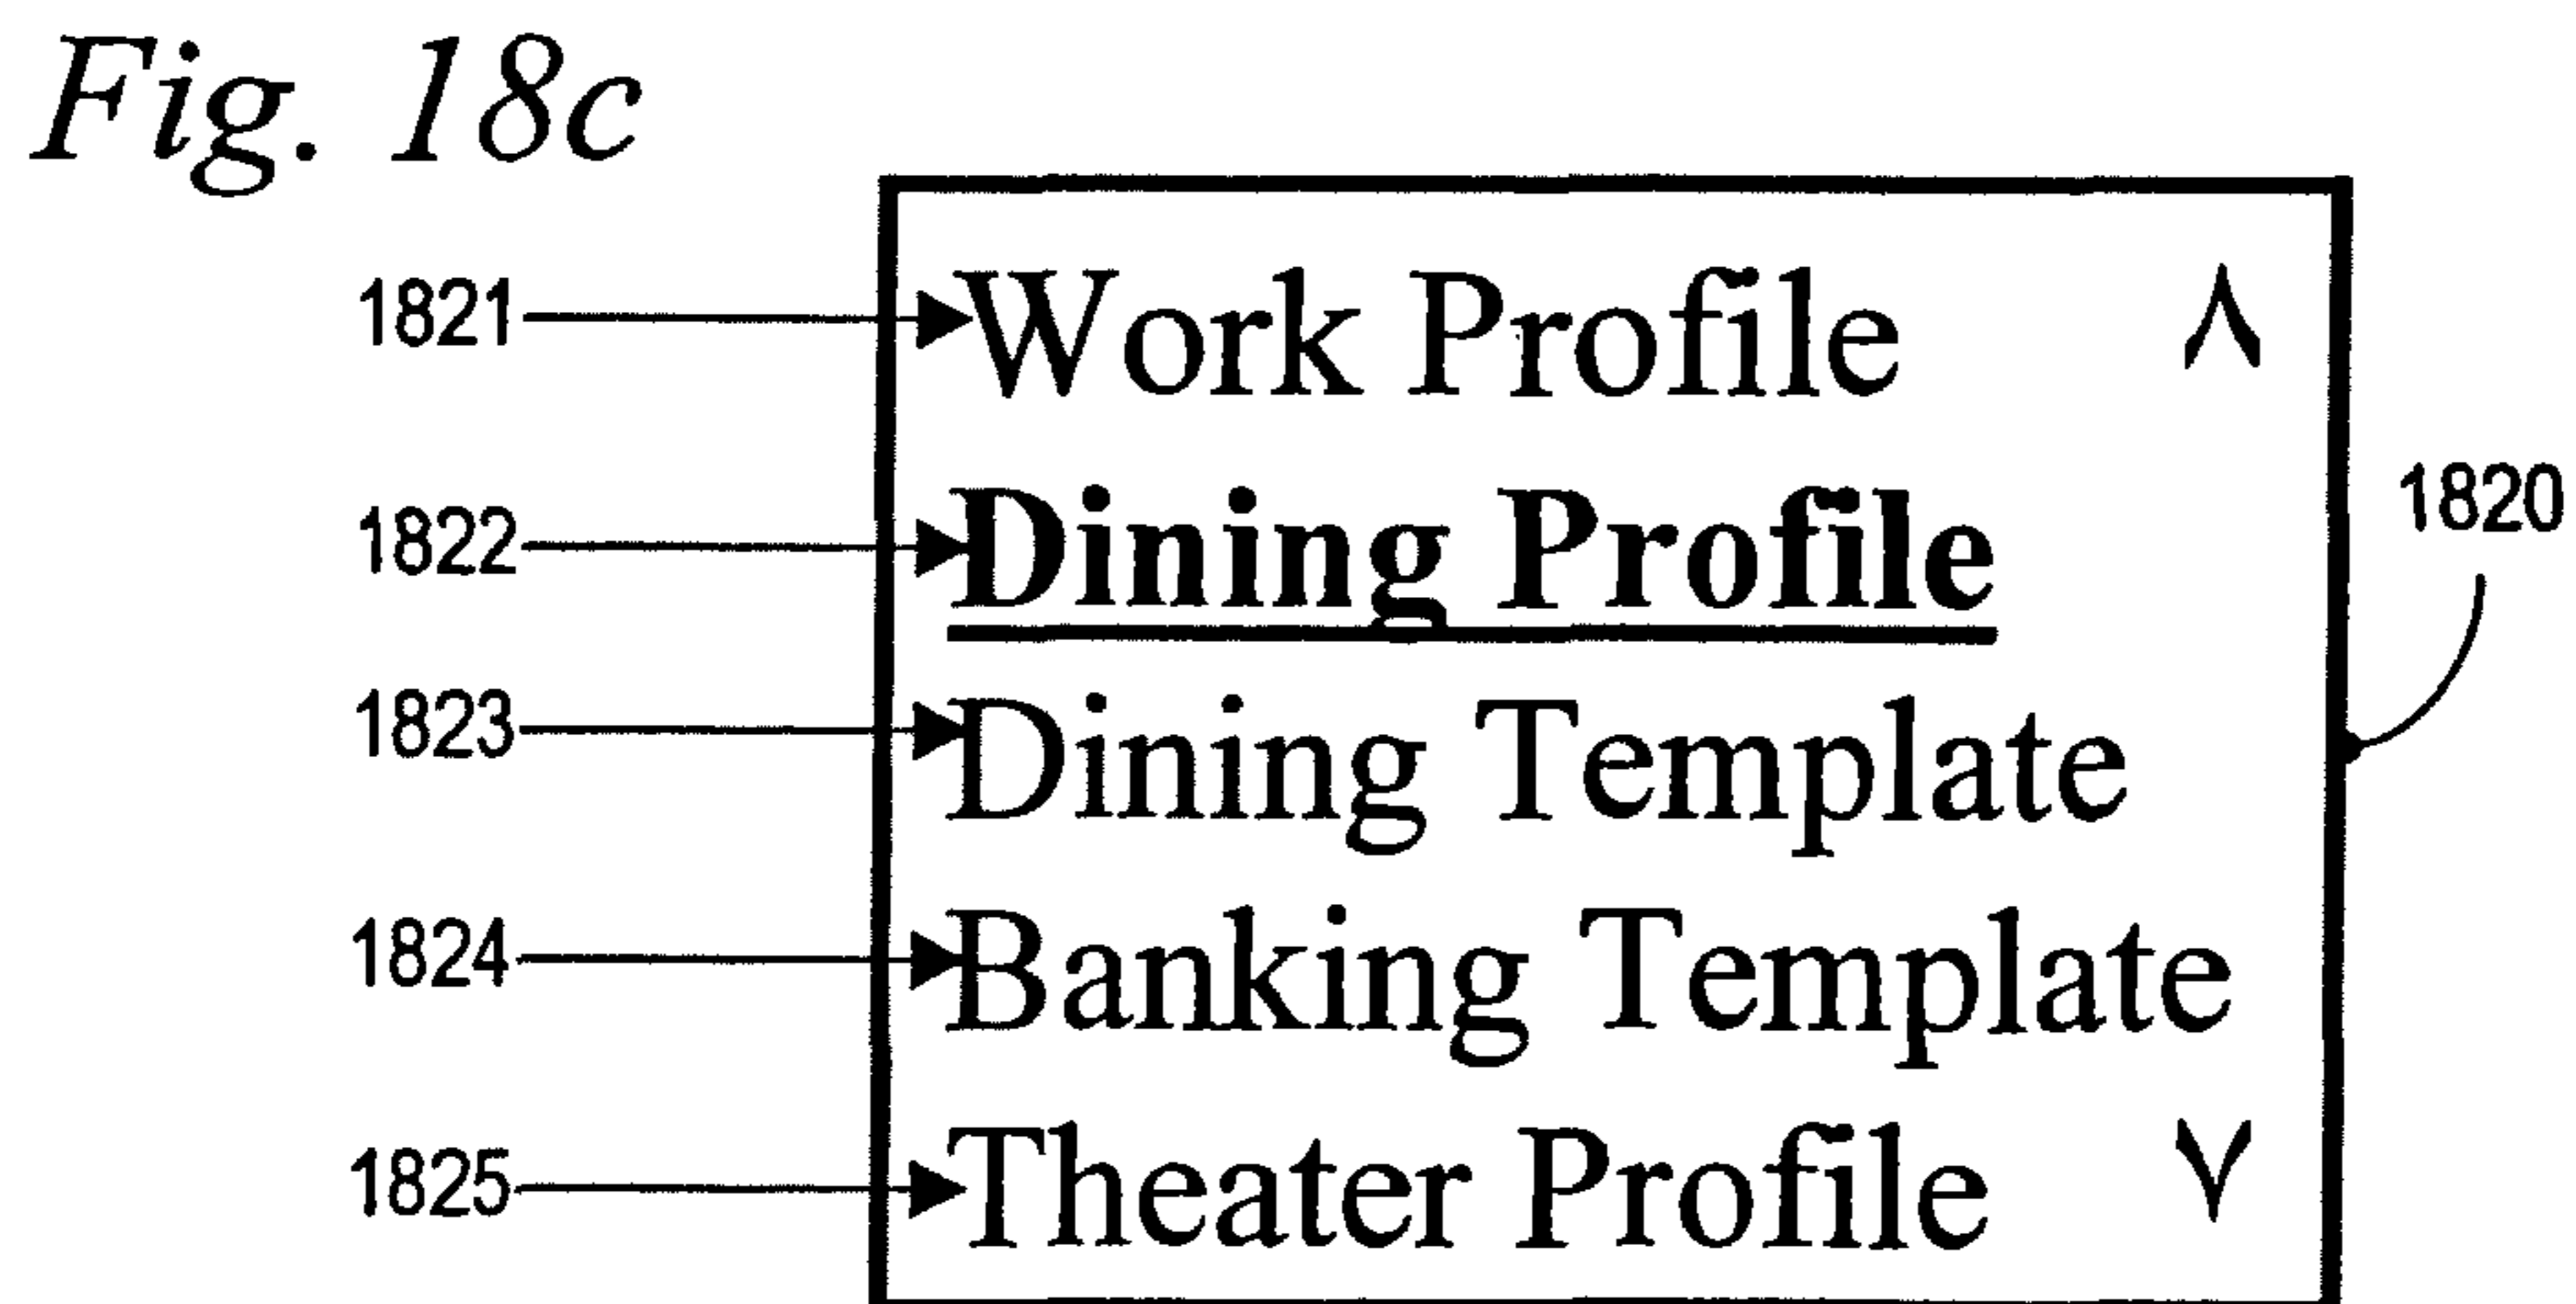 Fig. 18c
1821 Work Profile ∧
1822 Dining Profile
1820
1823 Dining Template
1824 Banking Template
1825 Theater Profile ∨